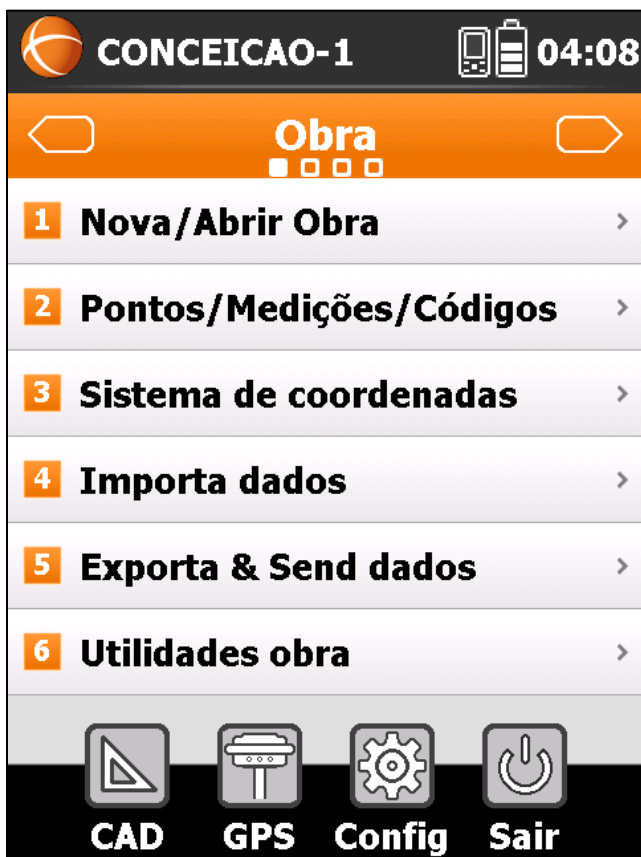 CONCEICAO-1 04:08
Obra
1 Nova/Abrir Obra
2 Pontos/Medições/Códigos
3 Sistema de coordenadas
4 Importa dados
5 Exporta & Send dados
6 Utilidades obra
CAD GPS Config Sair